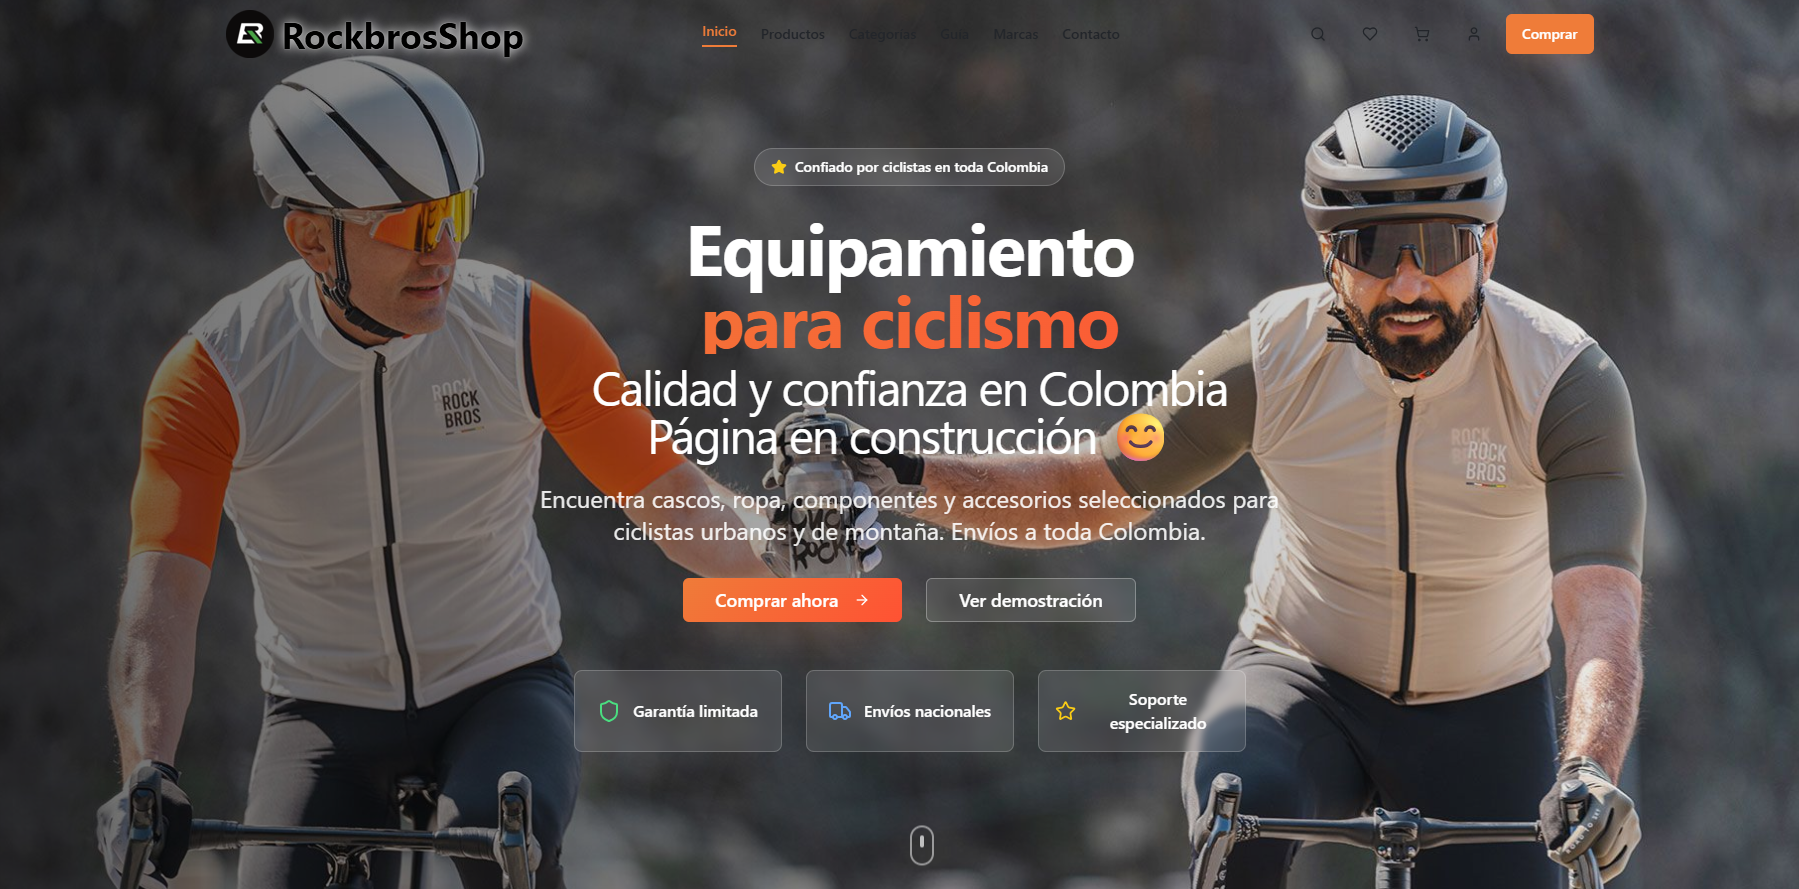 RockbrosShop
Inicio Productos Categorías Guía Marcas Contacto
Comprar
Confiado por ciclistas en toda Colombia
Equipamiento
para ciclismo
Calidad y confianza en Colombia
Página en construcción 😊
Encuentra cascos, ropa, componentes y accesorios seleccionados para
ciclistas urbanos y de montaña. Envíos a toda Colombia.
Comprar ahora →
Ver demostración
Garantía limitada
Envíos nacionales
Soporte
especializado
ROCK
ROCK
BROS
ROCK
ROCK
BROS